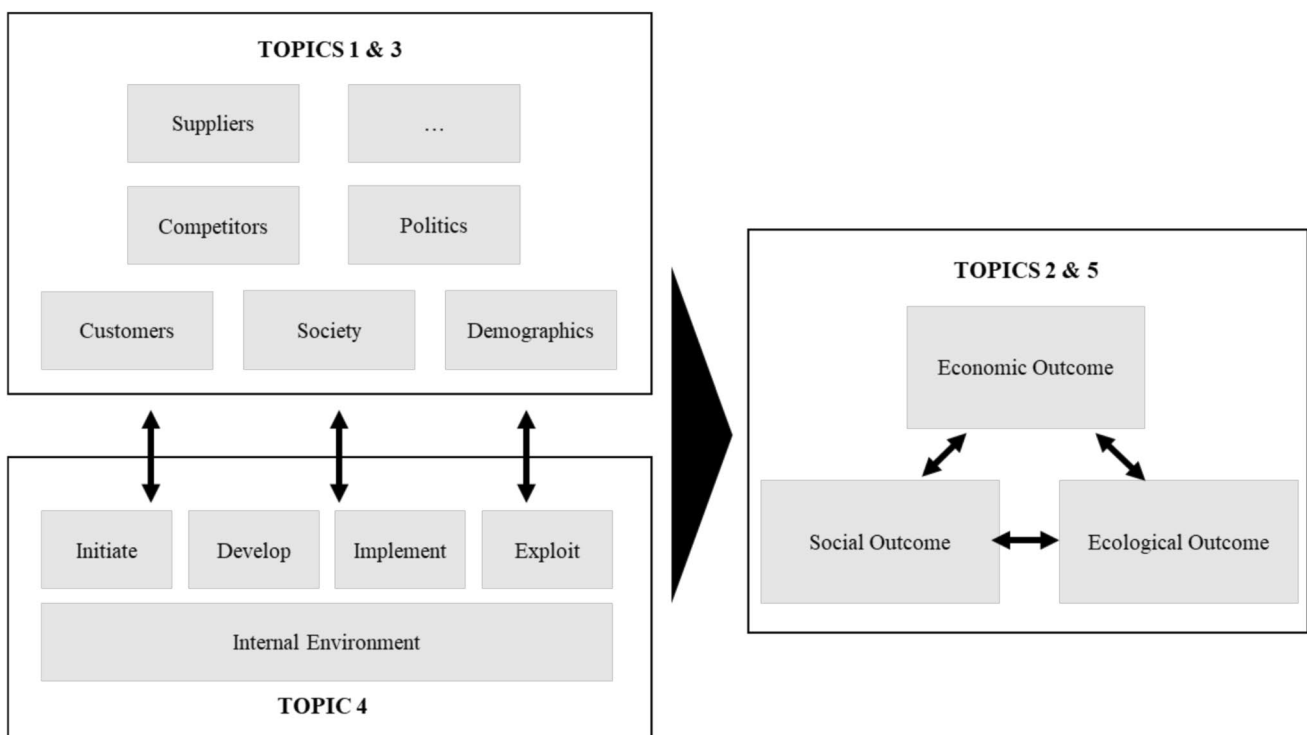 TOPICS 1 & 3
Suppliers
…
Competitors
Politics
Customers
Society
Demographics
Initiate
Develop
Implement
Exploit
Internal Environment
TOPIC 4
TOPICS 2 & 5
Economic Outcome
Social Outcome
Ecological Outcome